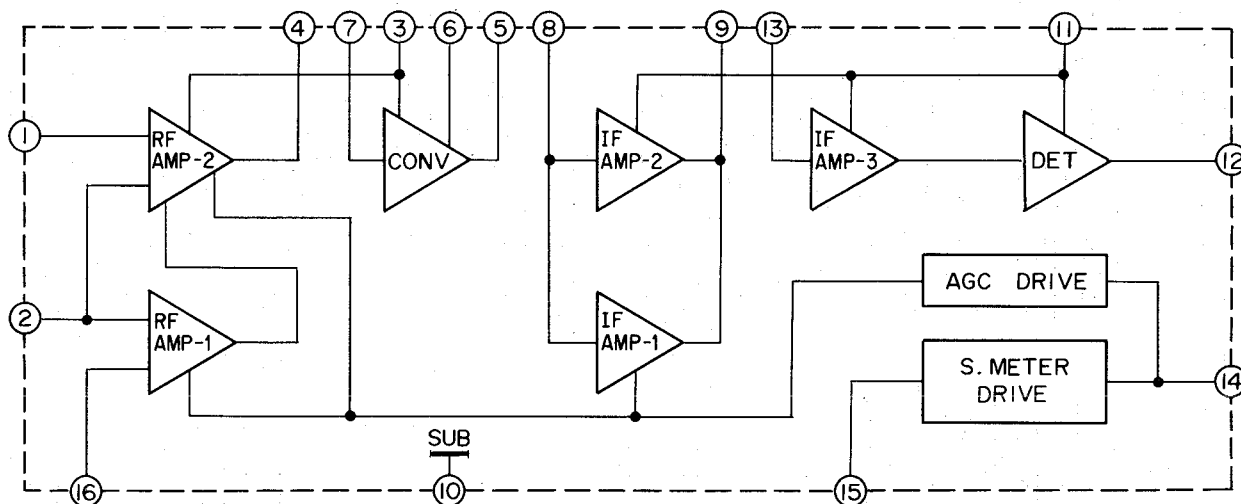 4 7 3 6 5 8 9 13 11
1
RF
AMP-2
CONV
IF
AMP-2
IF
AMP-3
DET
12
2
RF
AMP-1
IF
AMP-1
AGC DRIVE
S. METER
DRIVE
14
SUB
16 10 15